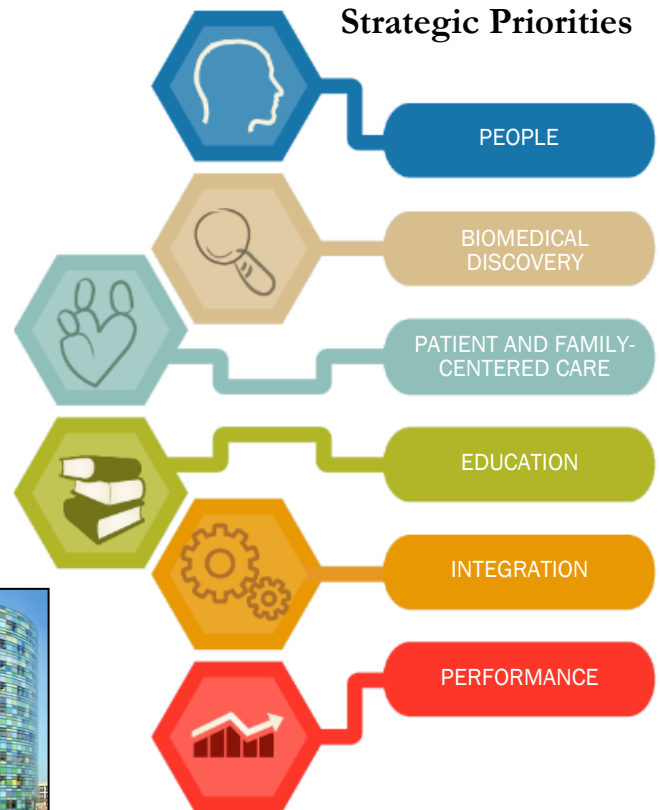 Strategic Priorities
PEOPLE
BIOMEDICAL
DISCOVERY
PATIENT AND FAMILY-
CENTERED CARE
EDUCATION
INTEGRATION
PERFORMANCE